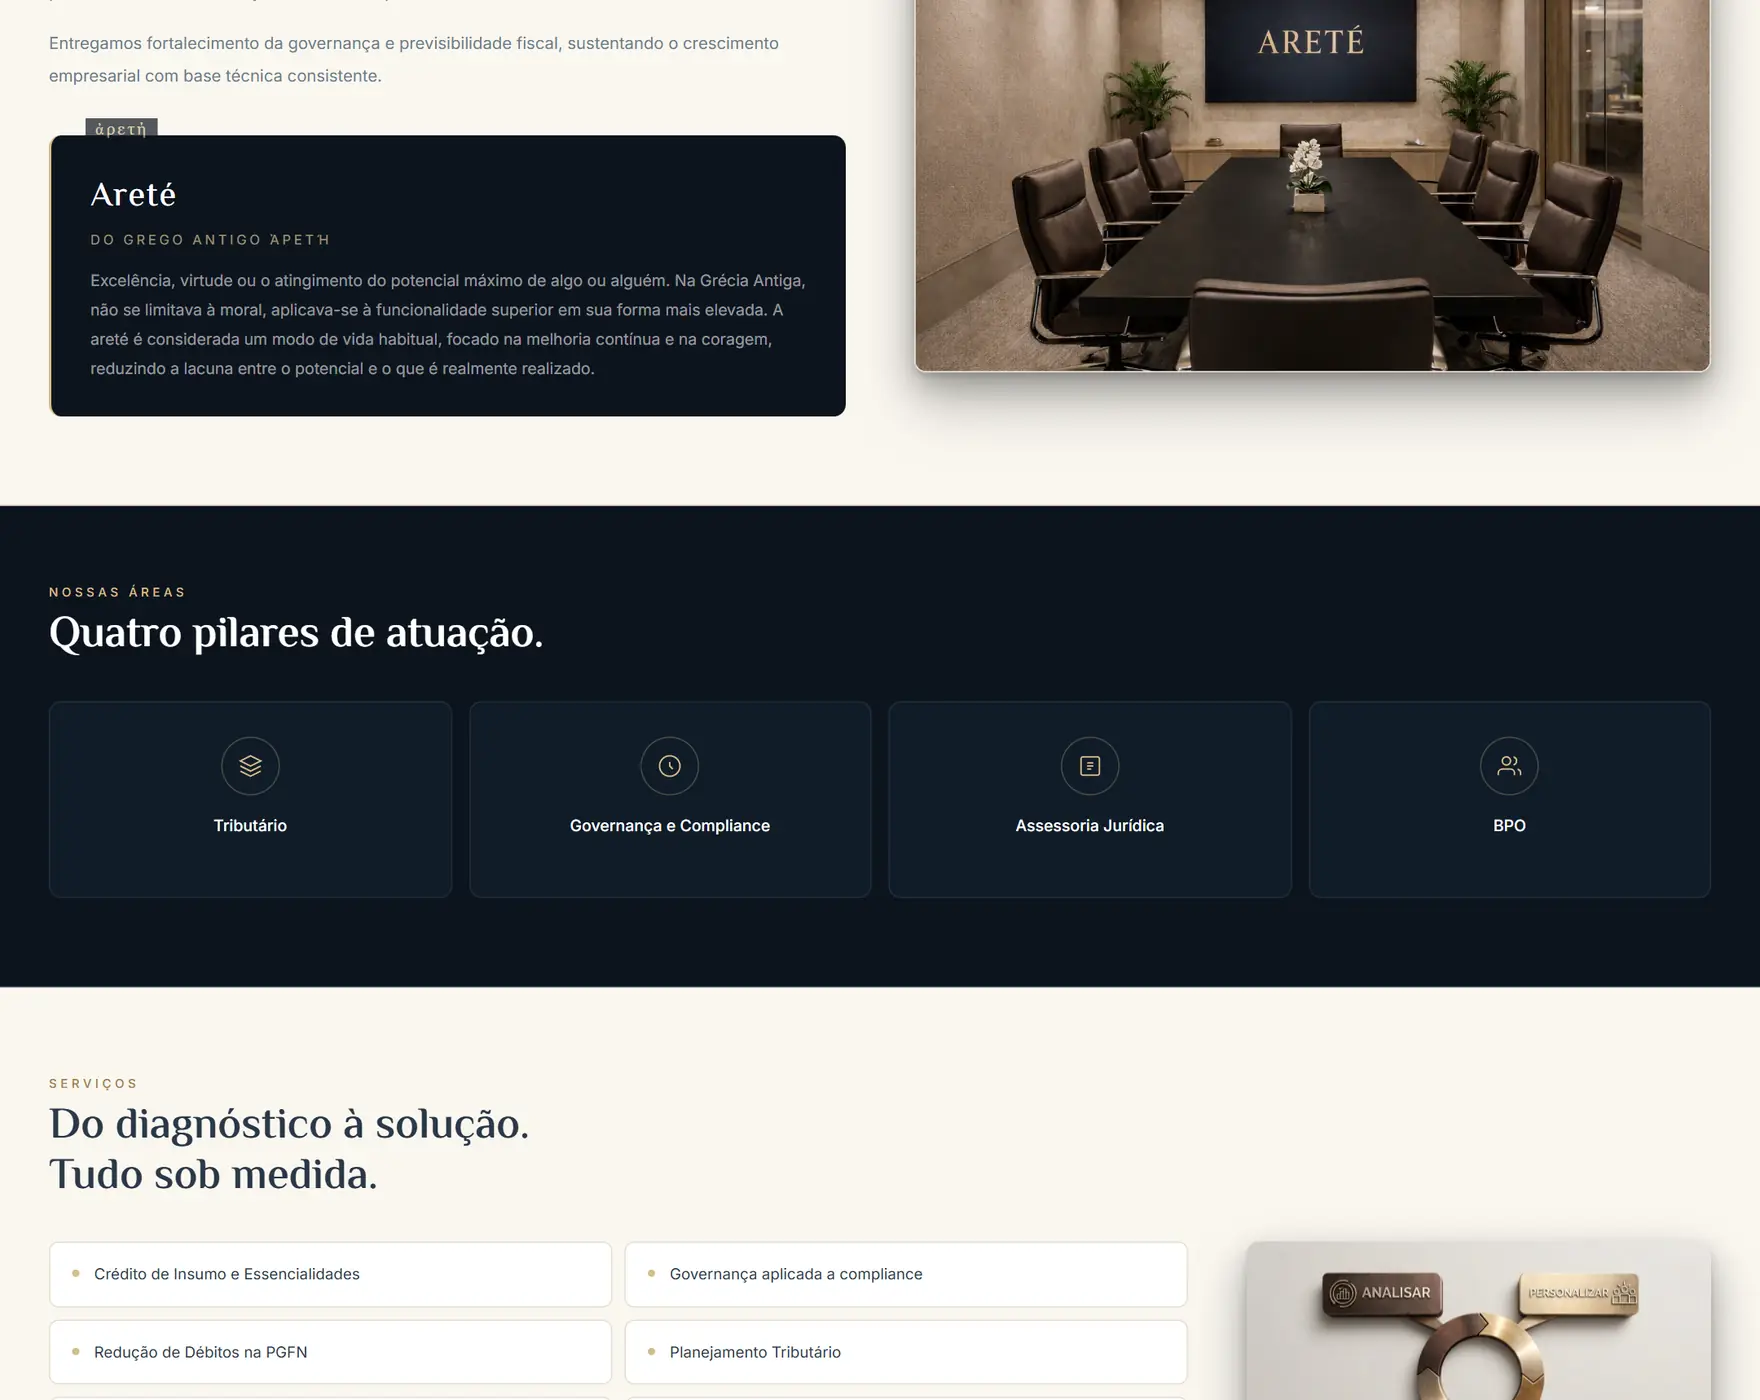 Entregamos fortalecimento da governança e previsibilidade fiscal, sustentando o crescimento
empresarial com base técnica consistente.
ARETÉ
ἀρετή
Areté
DO GREGO ANTIGO ἈΡΕΤΉ
Excelência, virtude ou o atingimento do potencial máximo de algo ou alguém. Na Grécia Antiga,
não se limitava à moral, aplicava-se à funcionalidade superior em sua forma mais elevada. A
areté é considerada um modo de vida habitual, focado na melhoria contínua e na coragem,
reduzindo a lacuna entre o potencial e o que é realmente realizado.
NOSSAS ÁREAS
Quatro pilares de atuação.
Tributário
Governança e Compliance
Assessoria Jurídica
BPO
SERVIÇOS
Do diagnóstico à solução.
Tudo sob medida.
Crédito de Insumo e Essencialidades
Governança aplicada a compliance
Redução de Débitos na PGFN
Planejamento Tributário
ANALISAR
PERSONALIZAR